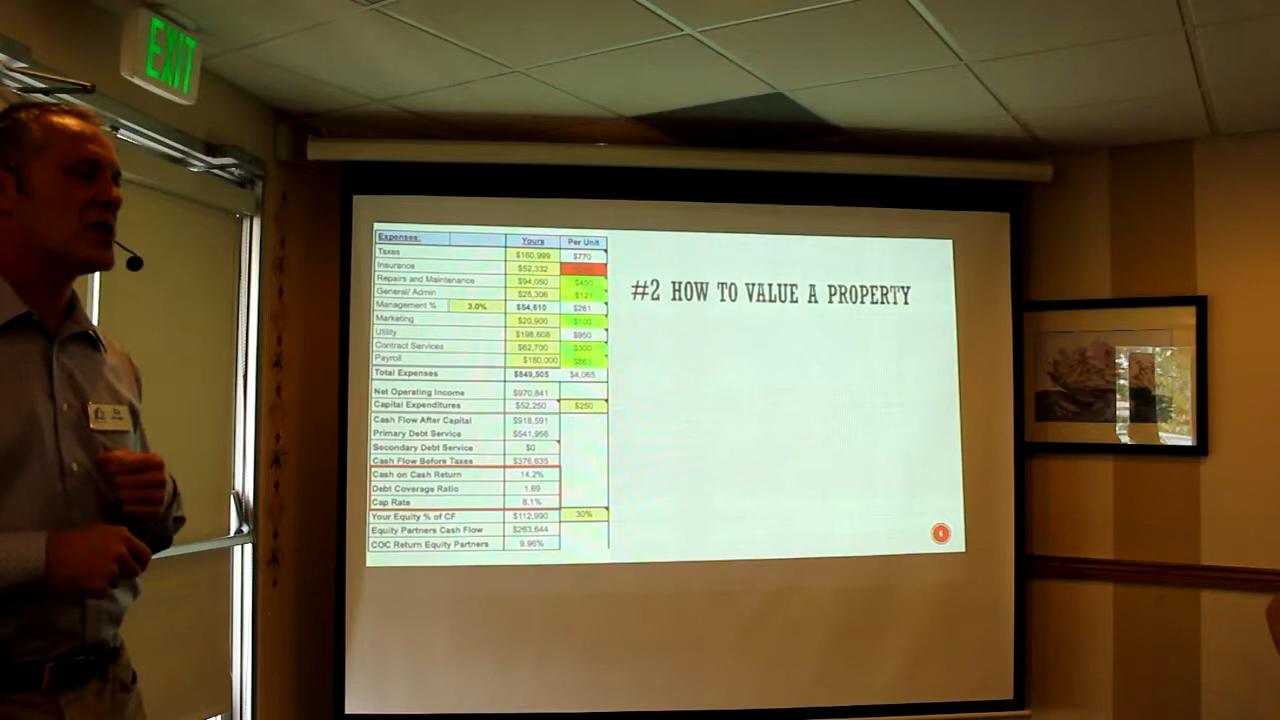 EXIT
Expenses: Yours Per Unit
Taxes $160,999 $770
Insurance $52,332
Repairs and Maintenance $94,050 $450
General/ Admin $25,306 $121
Management % 3.0% $54,610 $261
Marketing $20,900 $100
Utility $198,608 $950
Contract Services $62,700 $300
Payroll $180,000 $861
Total Expenses $849,505 $4,065
Net Operating Income $970,841
Capital Expenditures $52,250 $250
Cash Flow After Capital $918,591
Primary Debt Service $541,956
Secondary Debt Service $0
Cash Flow Before Taxes $376,635
Cash on Cash Return 14.2%
Debt Coverage Ratio 1.69
Cap Rate 8.1%
Your Equity % of CF $112,990 30%
Equity Partners Cash Flow $263,644
COC Return Equity Partners 9.96%
#2 HOW TO VALUE A PROPERTY